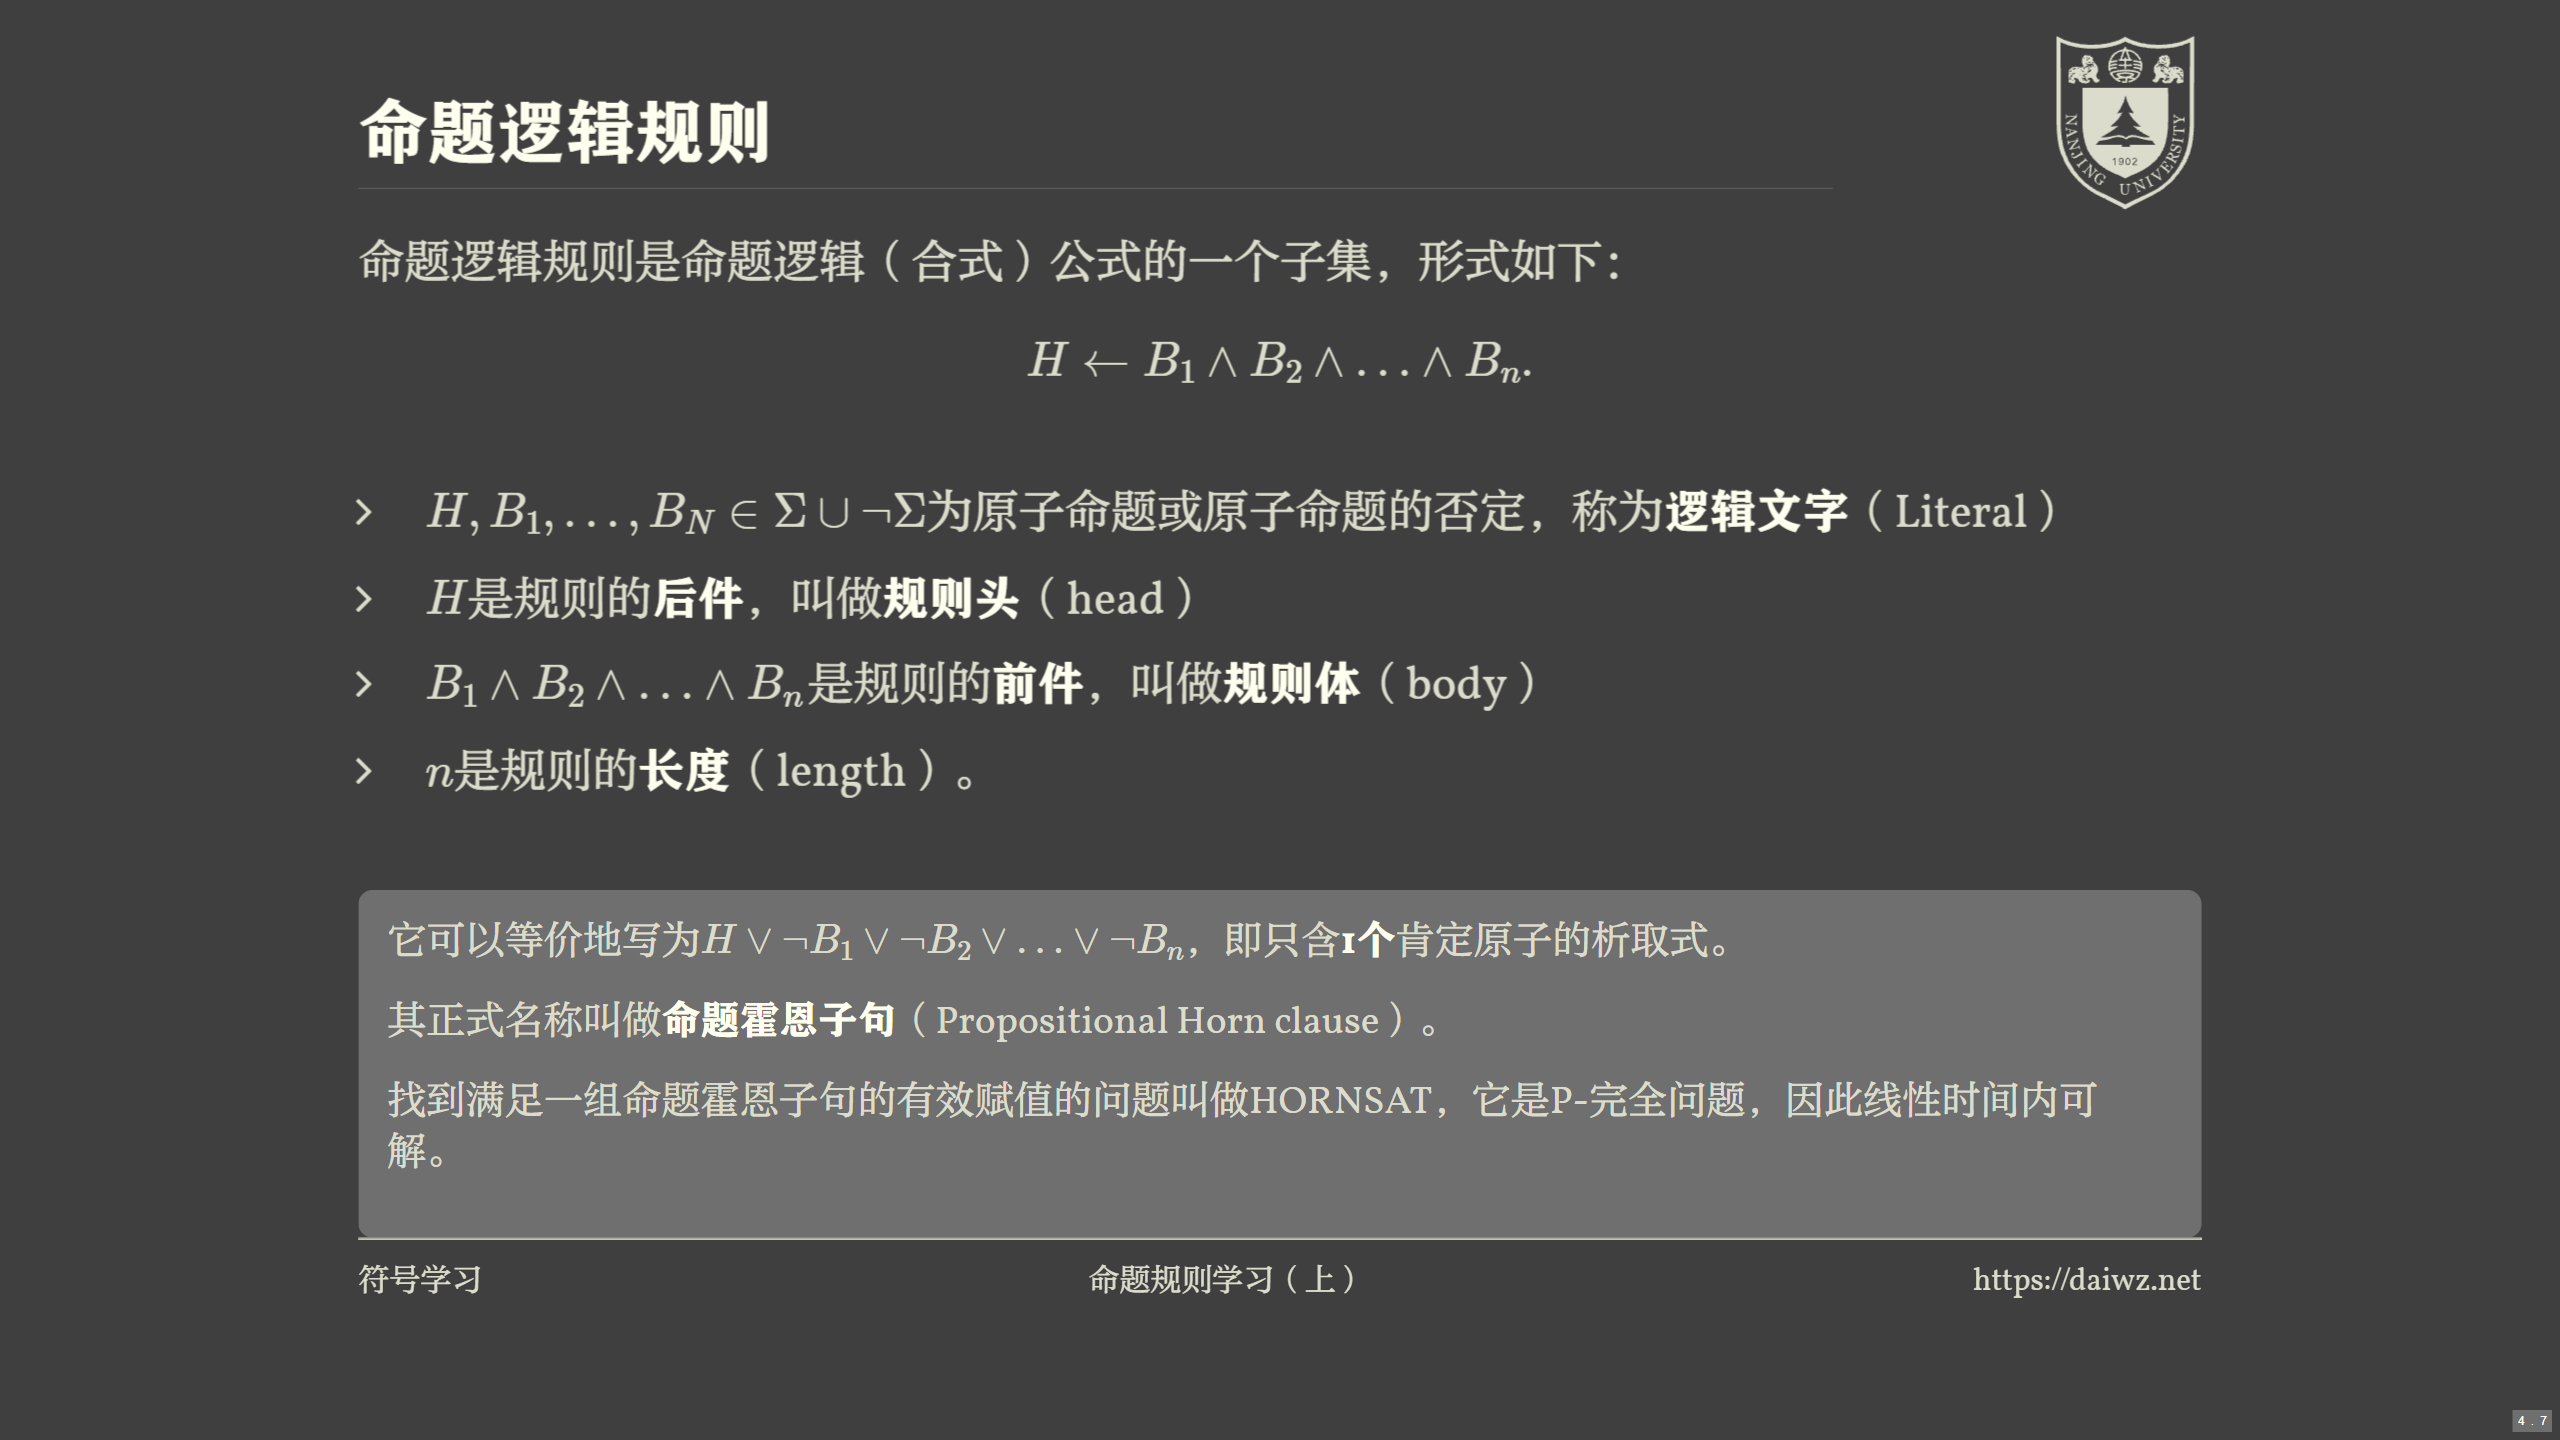 命题逻辑规则
NANJING UNIVERSITY
1902
命题逻辑规则是命题逻辑（合式）公式的一个子集，形式如下：
H ← B₁ ∧ B₂ ∧ … ∧ Bₙ.
H, B₁, …, B_N ∈ Σ ∪ ¬Σ为原子命题或原子命题的否定，称为逻辑文字（Literal）
H是规则的后件，叫做规则头（head）
B₁ ∧ B₂ ∧ … ∧ Bₙ是规则的前件，叫做规则体（body）
n是规则的长度（length）。
它可以等价地写为H ∨ ¬B₁ ∨ ¬B₂ ∨ … ∨ ¬Bₙ，即只含1个肯定原子的析取式。
其正式名称叫做命题霍恩子句（Propositional Horn clause）。
找到满足一组命题霍恩子句的有效赋值的问题叫做HORNSAT，它是P-完全问题，因此线性时间内可
解。
符号学习
命题规则学习（上）
https://daiwz.net
4 . 7